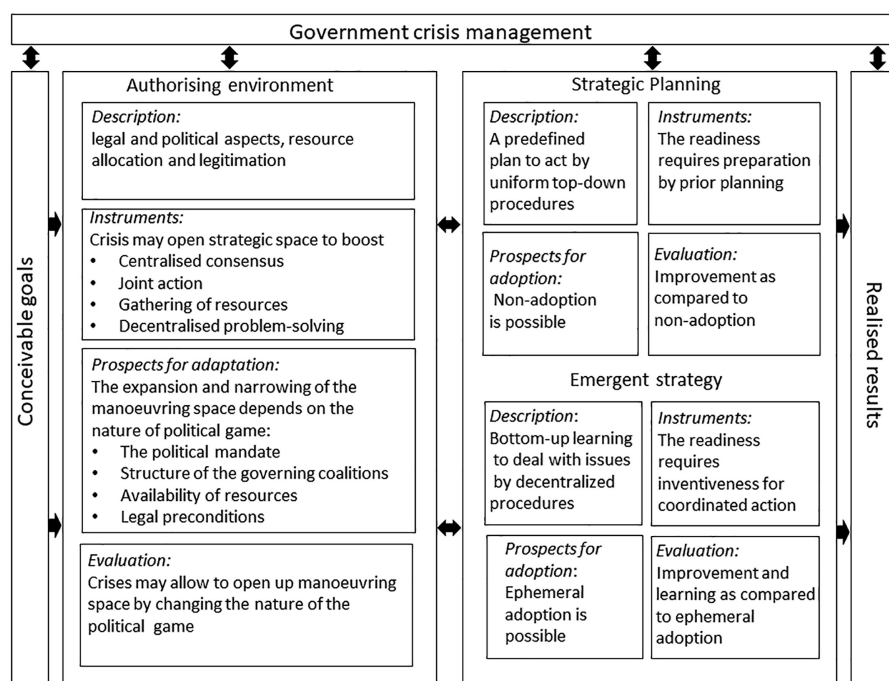 Government crisis management
Conceivable goals
Authorising environment
Description:
legal and political aspects, resource
allocation and legitimation
Instruments:
Crisis may open strategic space to boost
• Centralised consensus
• Joint action
• Gathering of resources
• Decentralised problem-solving
Prospects for adaptation:
The expansion and narrowing of the
manoeuvring space depends on the
nature of political game:
• The political mandate
• Structure of the governing coalitions
• Availability of resources
• Legal preconditions
Evaluation:
Crises may allow to open up manoeuvring
space by changing the nature of the
political game
Strategic Planning
Description:
A predefined
plan to act by
uniform top-down
procedures
Instruments:
The readiness
requires preparation
by prior planning
Prospects for
adoption:
Non-adoption
is possible
Evaluation:
Improvement as
compared to
non-adoption
Emergent strategy
Description:
Bottom-up learning
to deal with issues
by decentralized
procedures
Instruments:
The readiness
requires
inventiveness for
coordinated action
Prospects for
adoption:
Ephemeral
adoption is
possible
Evaluation:
Improvement and
learning as compared
to ephemeral
adoption
Realised results